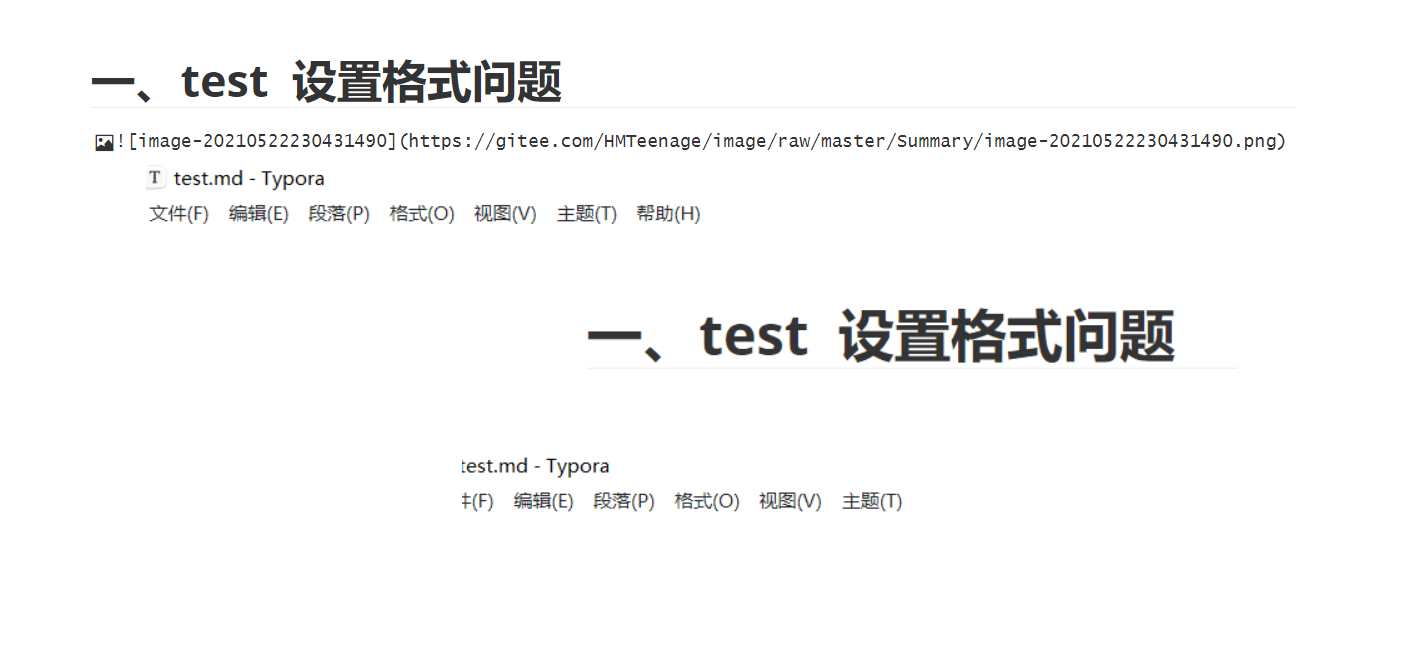 一、test 设置格式问题
![image-20210522230431490](https://gitee.com/HMTeenage/image/raw/master/Summary/image-20210522230431490.png)
T test.md - Typora
文件(F) 编辑(E) 段落(P) 格式(O) 视图(V) 主题(T) 帮助(H)
一、test 设置格式问题
test.md - Typora
件(F) 编辑(E) 段落(P) 格式(O) 视图(V) 主题(T)